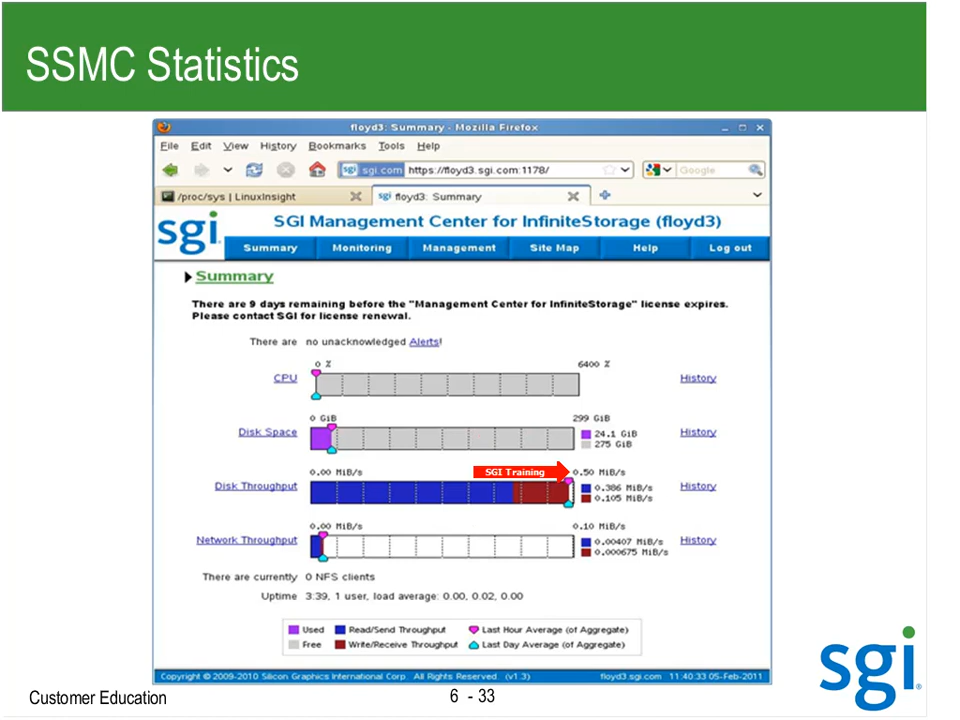 SSMC Statistics
floyd3: Summary - Mozilla Firefox
File Edit View History Bookmarks Tools Help
sgi sgi.com https://floyd3.sgi.com:1178/ Google
/proc/sys | LinuxInsight sgi floyd3: Summary
sgi
SGI Management Center for InfiniteStorage (floyd3)
Summary Monitoring Management Site Map Help Log out
Summary
There are 9 days remaining before the "Management Center for InfiniteStorage" license expires.
Please contact SGI for license renewal.
There are no unacknowledged Alerts!
0 % 6400 %
CPU History
0 GiB 299 GiB
Disk Space 24.1 GiB History
275 GiB
0.00 MiB/s SGI Training 0.50 MiB/s
Disk Throughput 0.386 MiB/s History
0.105 MiB/s
0.00 MiB/s 0.10 MiB/s
Network Throughput 0.00407 MiB/s History
0.000675 MiB/s
There are currently 0 NFS clients
Uptime 3:39, 1 user, load average: 0.00, 0.02, 0.00
Used Read/Send Throughput Last Hour Average (of Aggregate)
Free Write/Receive Throughput Last Day Average (of Aggregate)
Copyright © 2009-2010 Silicon Graphics International Corp. All Rights Reserved. (v1.3) floyd3.sgi.com 11:40:33 05-Feb-2011
Customer Education 6 - 33
sgi®